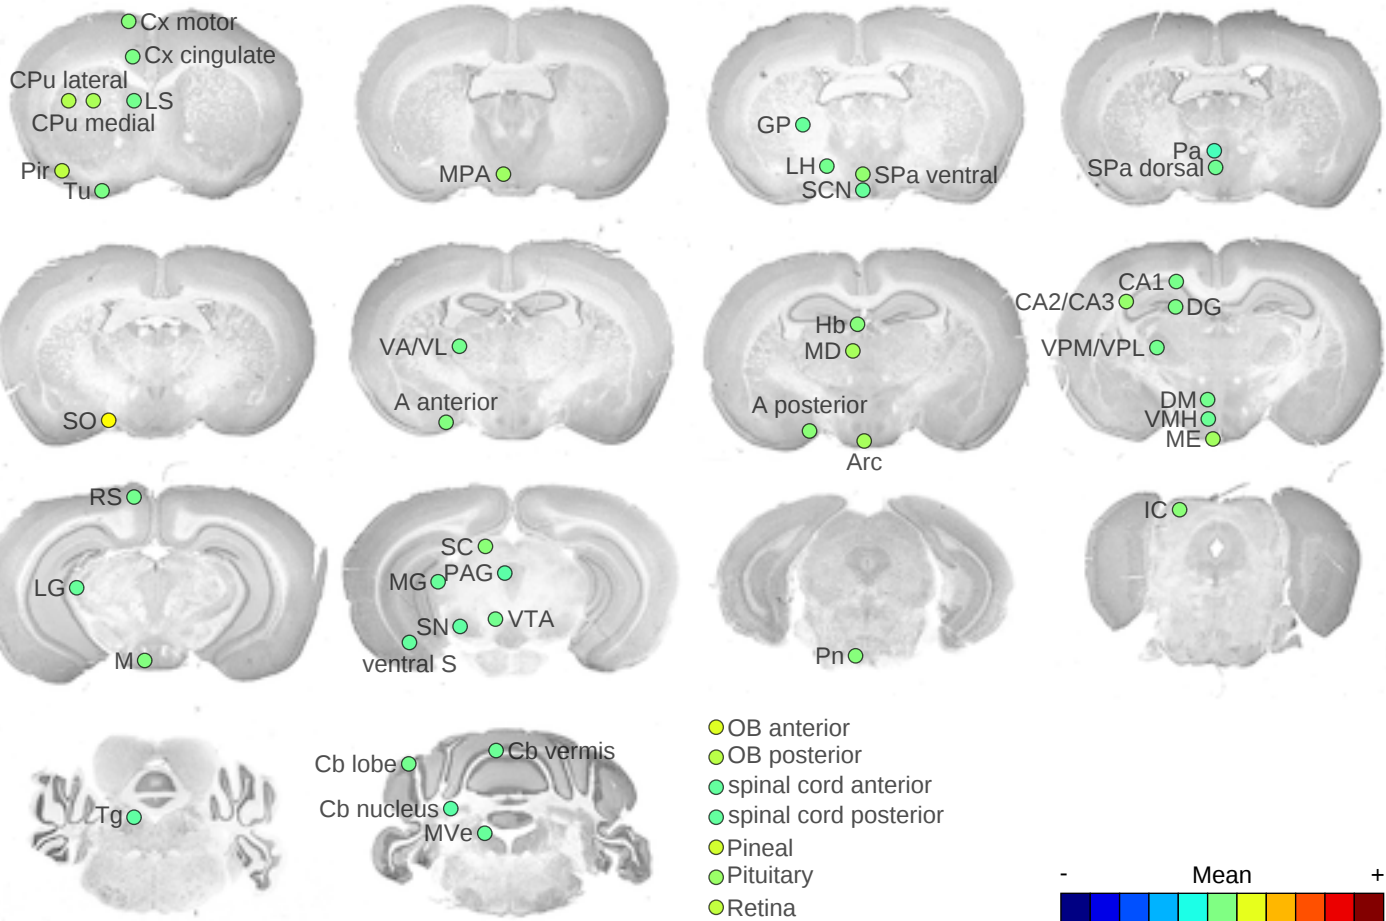 Cx motor
Cx cingulate
CPu lateral
LS
CPu medial
Pir
Tu
MPA
GP
LH
SPa ventral
SCN
Pa
SPa dorsal
SO
VA/VL
A anterior
Hb
MD
A posterior
Arc
CA1
CA2/CA3
DG
VPM/VPL
DM
VMH
ME
RS
LG
M
SC
MG
PAG
SN
VTA
ventral S
Pn
IC
Tg
Cb lobe
Cb vermis
Cb nucleus
MVe
OB anterior
OB posterior
spinal cord anterior
spinal cord posterior
Pineal
Pituitary
Retina
- Mean +